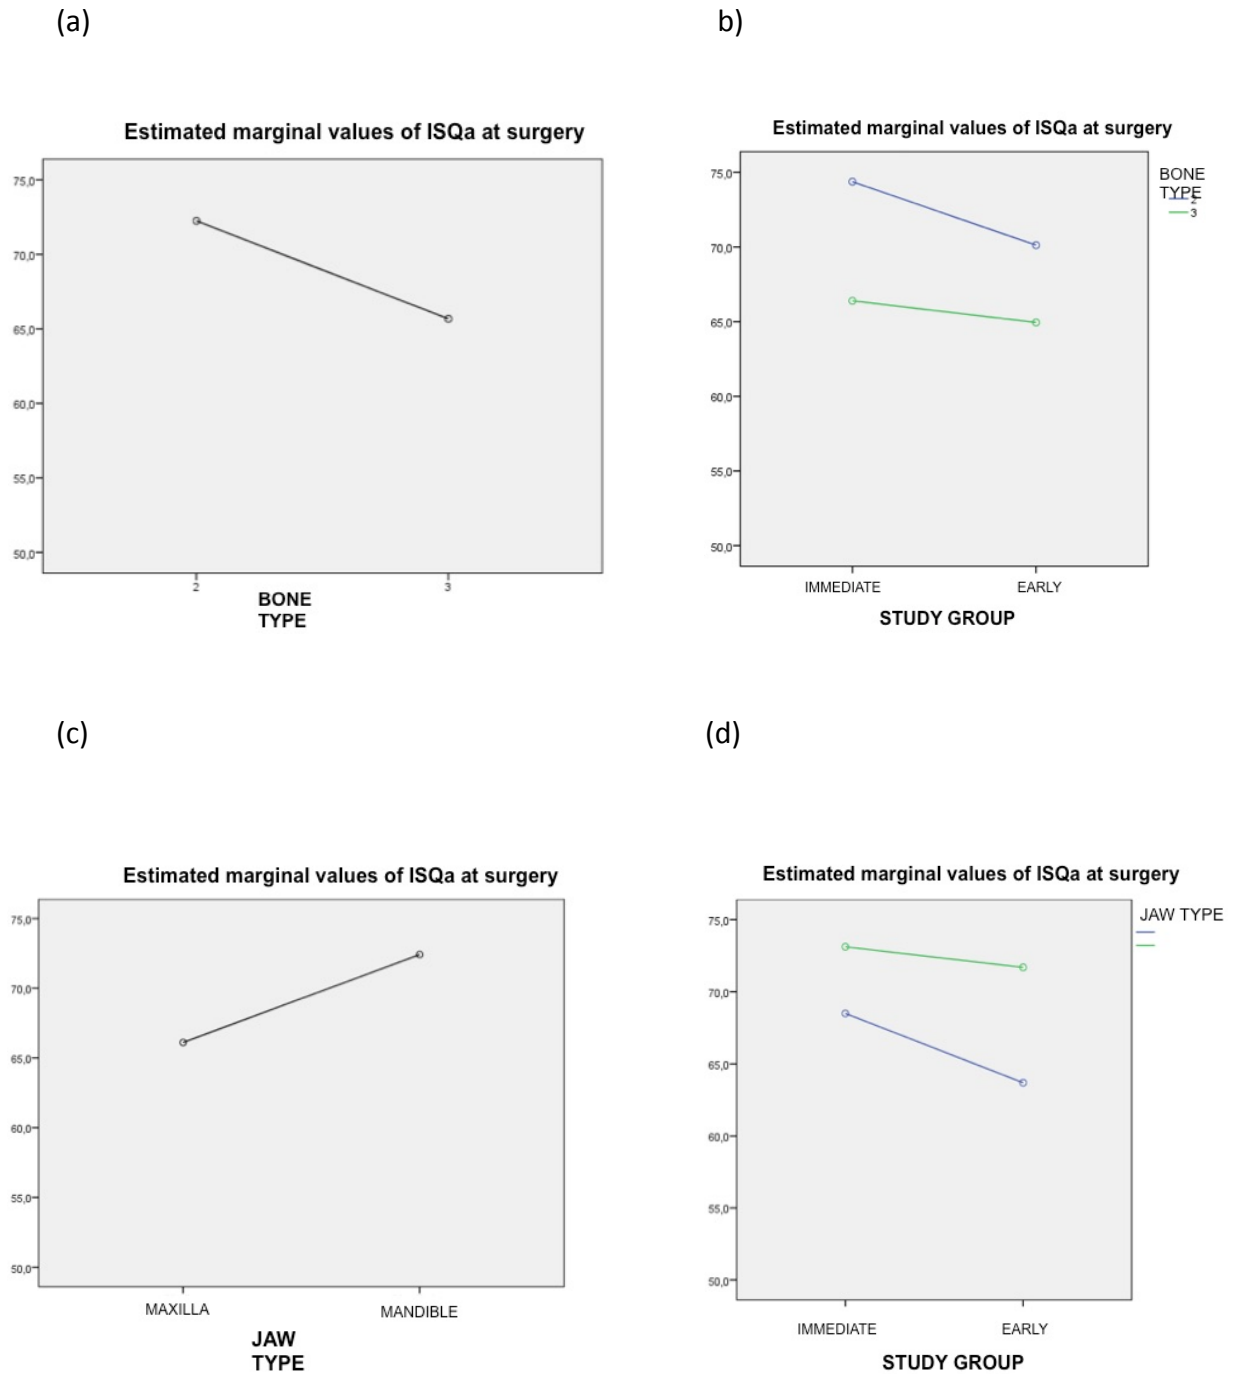 (a)
Estimated marginal values of ISQa at surgery
75,0
70,0
65,0
60,0
55,0
50,0
2
3
BONE
TYPE
b)
Estimated marginal values of ISQa at surgery
75,0
70,0
65,0
60,0
55,0
50,0
IMMEDIATE
EARLY
STUDY GROUP
BONE
TYPE
2
3
(c)
Estimated marginal values of ISQa at surgery
75,0
70,0
65,0
60,0
55,0
50,0
MAXILLA
MANDIBLE
JAW
TYPE
(d)
Estimated marginal values of ISQa at surgery
75,0
70,0
65,0
60,0
55,0
50,0
IMMEDIATE
EARLY
STUDY GROUP
JAW TYPE